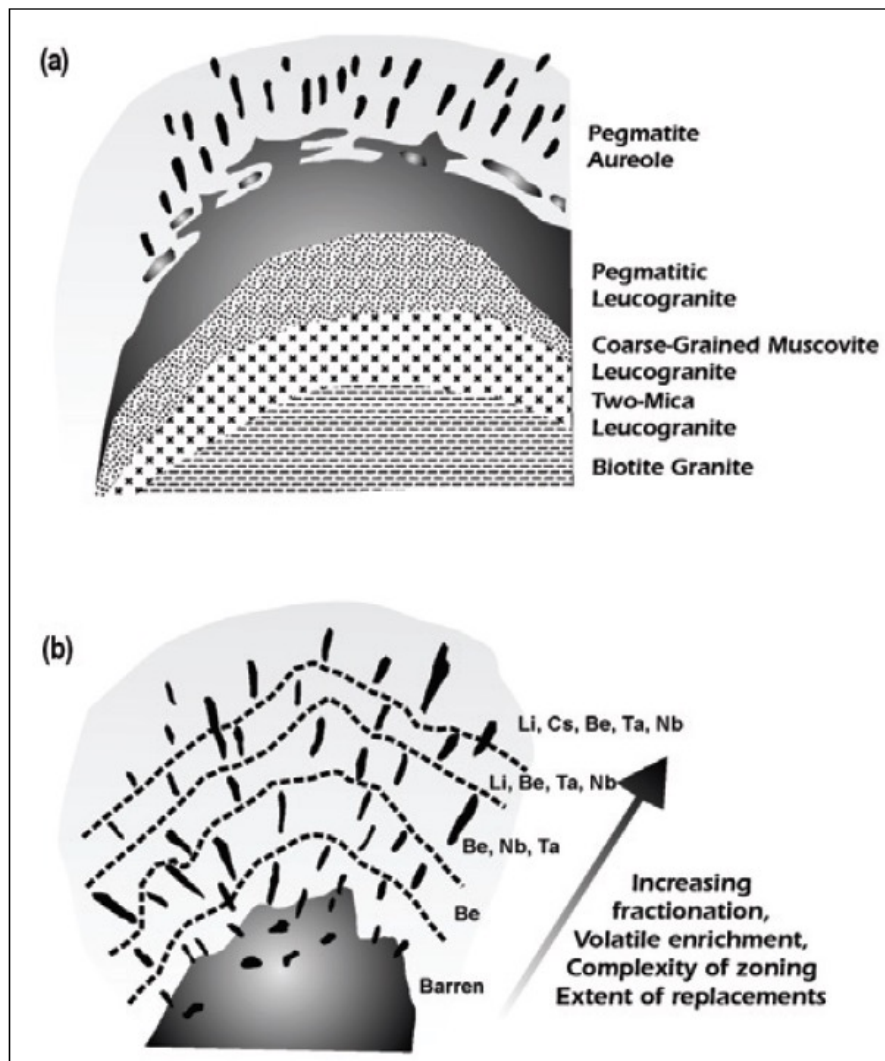 (a)
Pegmatite
Aureole
Pegmatitic
Leucogranite
Coarse-Grained Muscovite
Leucogranite
Two-Mica
Leucogranite
Biotite Granite
(b)
Li, Cs, Be, Ta, Nb
Li, Be, Ta, Nb
Be, Nb, Ta
Be
Barren
Increasing
fractionation,
Volatile enrichment,
Complexity of zoning
Extent of replacements